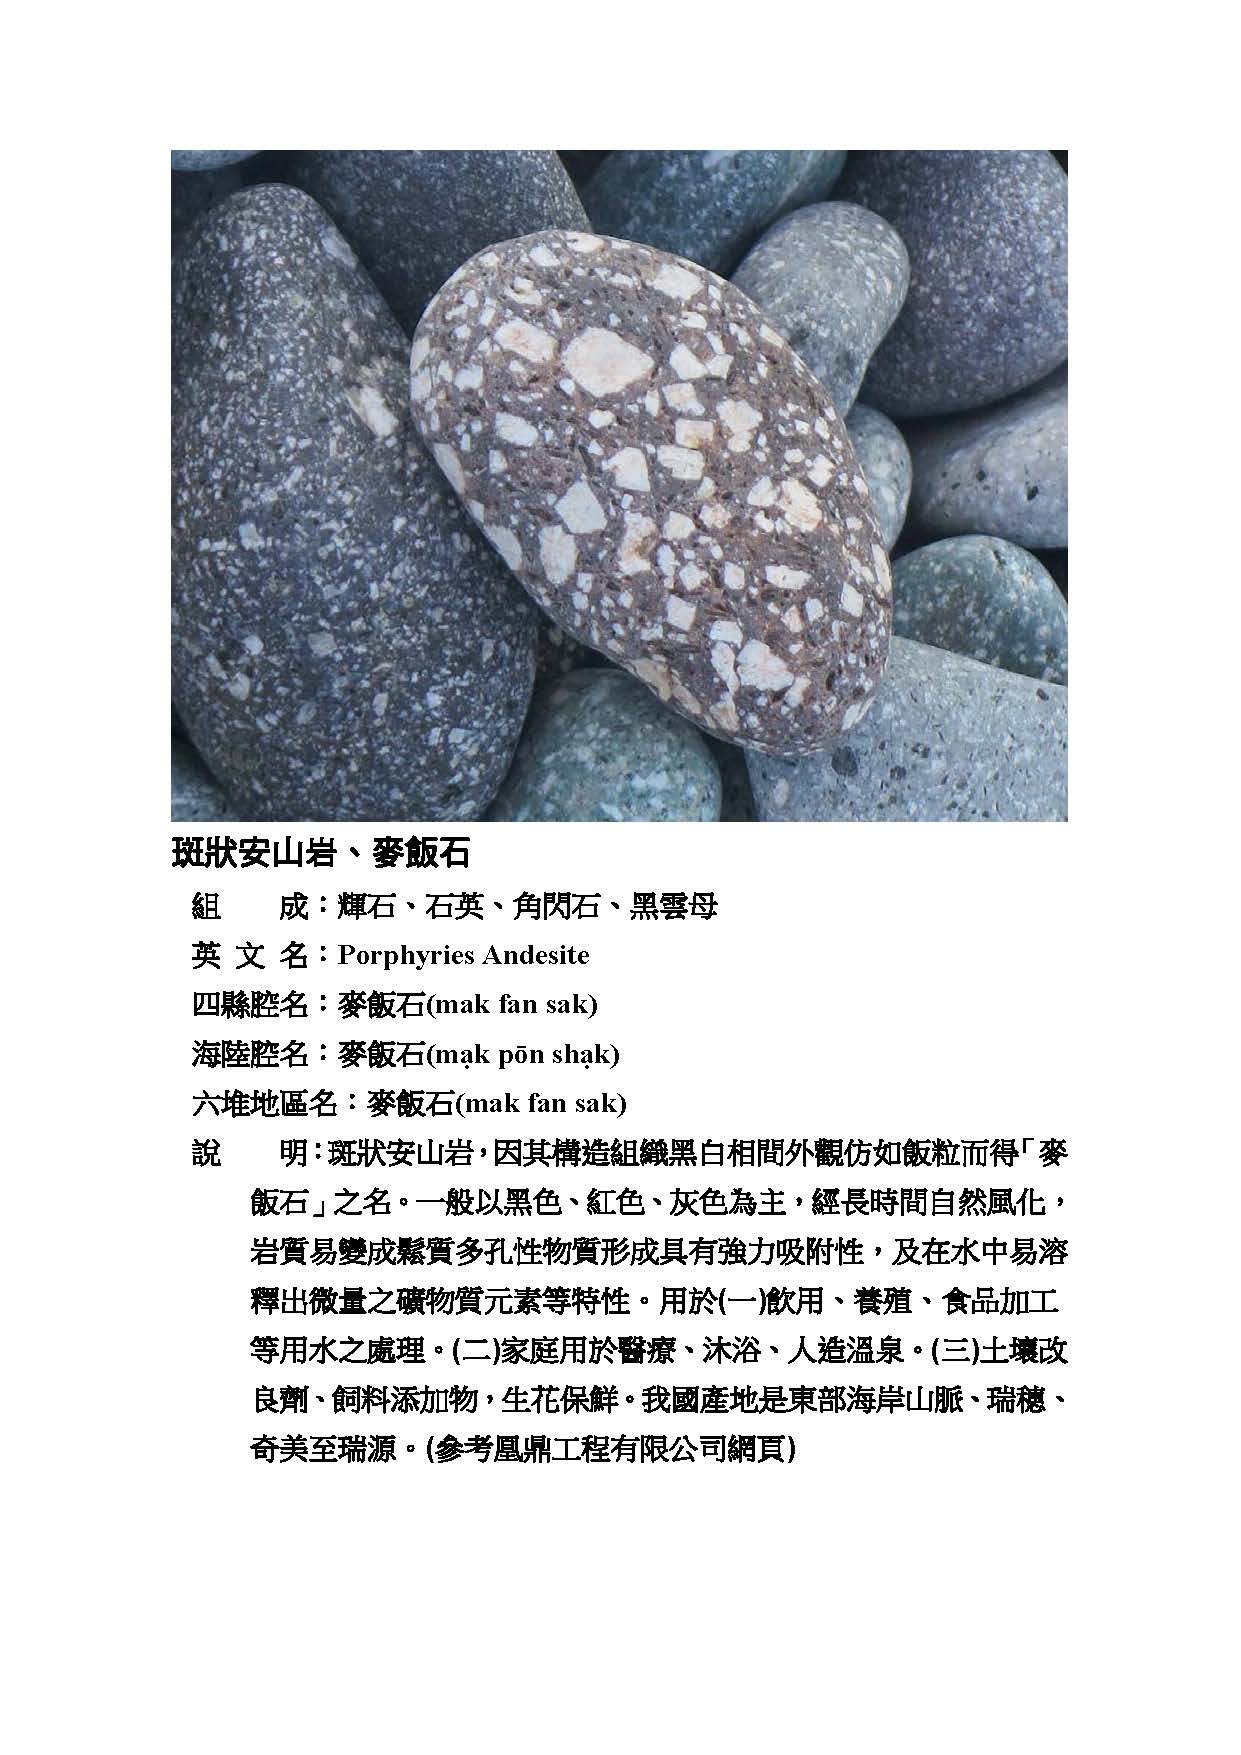 斑狀安山岩、麥飯石
組　　成：輝石、石英、角閃石、黑雲母
英 文 名：Porphyries Andesite
四縣腔名：麥飯石(mak fan sak)
海陸腔名：麥飯石(mạk pōn shạk)
六堆地區名：麥飯石(mak fan sak)
說　　明：斑狀安山岩，因其構造組織黑白相間外觀仿如飯粒而得「麥
飯石」之名。一般以黑色、紅色、灰色為主，經長時間自然風化，
岩質易變成鬆質多孔性物質形成具有強力吸附性，及在水中易溶
釋出微量之礦物質元素等特性。用於(一)飲用、養殖、食品加工
等用水之處理。(二)家庭用於醫療、沐浴、人造溫泉。(三)土壤改
良劑、飼料添加物，生花保鮮。我國產地是東部海岸山脈、瑞穗、
奇美至瑞源。(參考凰鼎工程有限公司網頁)